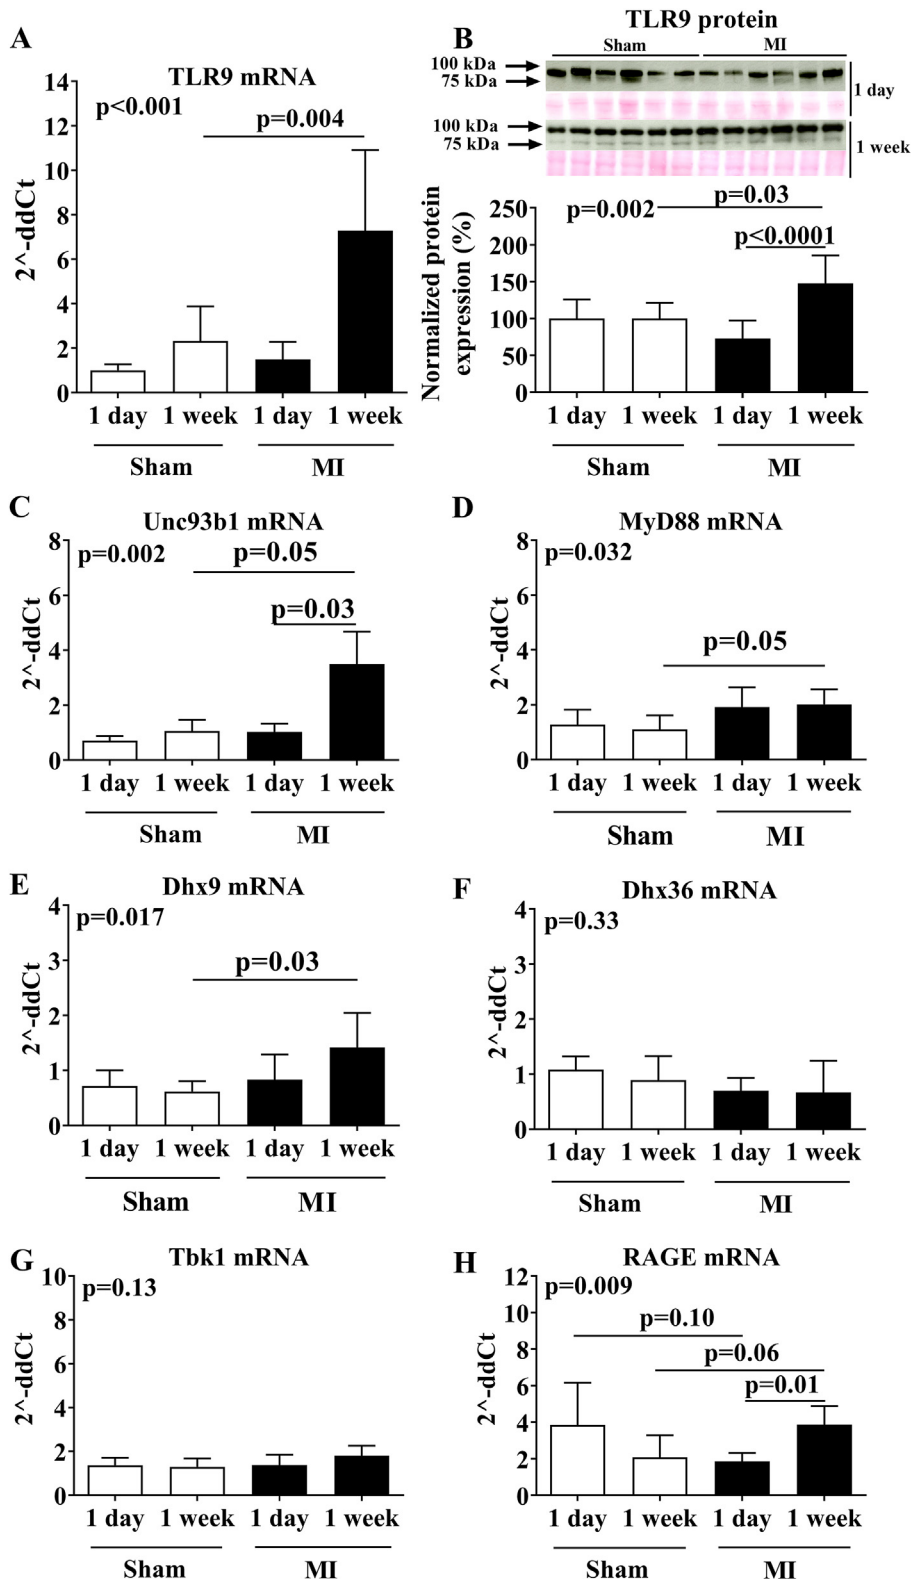 A
TLR9 mRNA
p<0.001
p=0.004
2^-ddCt
14
12
10
8
6
4
2
0
1 day 1 week 1 day 1 week
Sham MI
B
TLR9 protein
Sham MI
100 kDa
75 kDa
1 day
100 kDa
75 kDa
1 week
p=0.03
p=0.002
p<0.0001
Normalized protein
expression (%)
250
200
150
100
50
0
1 day 1 week 1 day 1 week
Sham MI
C
Unc93b1 mRNA
p=0.002
p=0.05
p=0.03
2^-ddCt
8
6
4
2
0
1 day 1 week 1 day 1 week
Sham MI
D
MyD88 mRNA
p=0.032
p=0.05
2^-ddCt
8
6
4
2
0
1 day 1 week 1 day 1 week
Sham MI
E
Dhx9 mRNA
p=0.017
p=0.03
2^-ddCt
4
3
2
1
0
1 day 1 week 1 day 1 week
Sham MI
F
Dhx36 mRNA
p=0.33
2^-ddCt
4
3
2
1
0
1 day 1 week 1 day 1 week
Sham MI
G
Tbk1 mRNA
p=0.13
2^-ddCt
10
8
6
4
2
0
1 day 1 week 1 day 1 week
Sham MI
H
RAGE mRNA
p=0.009
p=0.10
p=0.06
p=0.01
2^-ddCt
12
10
8
6
4
2
0
1 day 1 week 1 day 1 week
Sham MI